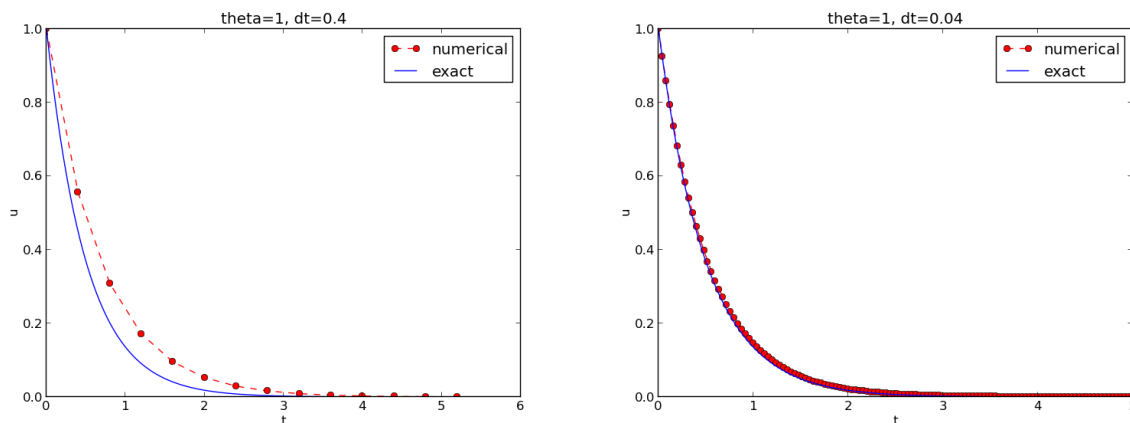 theta=1, dt=0.4
1.0
0.8
0.6
0.4
0.2
0.0
u
0 1 2 3 4 5 6
t
numerical
exact
theta=1, dt=0.04
1.0
0.8
0.6
0.4
0.2
0.0
u
0 1 2 3 4
t
numerical
exact